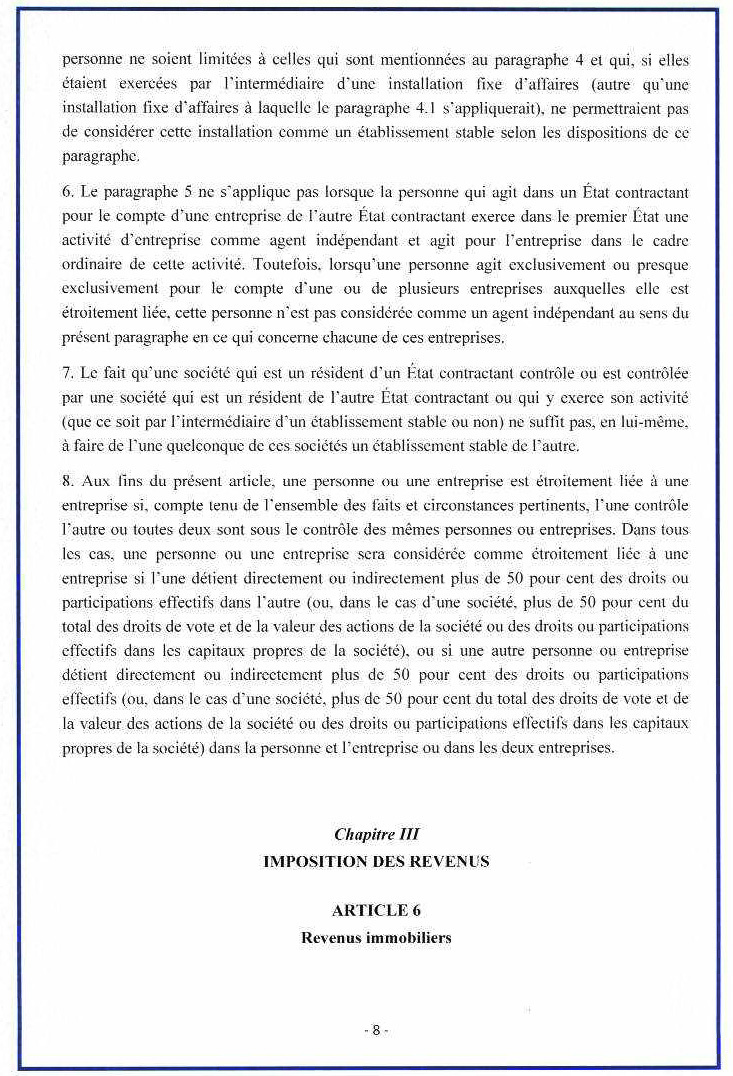 personne ne soient limitées à celles qui sont mentionnées au paragraphe 4 et qui, si elles
étaient exercées par l'intermédiaire d'une installation fixe d'affaires (autre qu'une
installation fixe d'affaires à laquelle le paragraphe 4.1 s'appliquerait), ne permettraient pas
de considérer cette installation comme un établissement stable selon les dispositions de ce
paragraphe.
6. Le paragraphe 5 ne s'applique pas lorsque la personne qui agit dans un État contractant
pour le compte d'une entreprise de l'autre État contractant exerce dans le premier État une
activité d'entreprise comme agent indépendant et agit pour l'entreprise dans le cadre
ordinaire de cette activité. Toutefois, lorsqu'une personne agit exclusivement ou presque
exclusivement pour le compte d'une ou de plusieurs entreprises auxquelles elle est
étroitement liée, cette personne n'est pas considérée comme un agent indépendant au sens du
présent paragraphe en ce qui concerne chacune de ces entreprises.
7. Le fait qu'une société qui est un résident d'un État contractant contrôle ou est contrôlée
par une société qui est un résident de l'autre État contractant ou qui y exerce son activité
(que ce soit par l'intermédiaire d'un établissement stable ou non) ne suffit pas, en lui-même,
à faire de l'une quelconque de ces sociétés un établissement stable de l'autre.
8. Aux fins du présent article, une personne ou une entreprise est étroitement liée à une
entreprise si, compte tenu de l'ensemble des faits et circonstances pertinents, l'une contrôle
l'autre ou toutes deux sont sous le contrôle des mêmes personnes ou entreprises. Dans tous
les cas, une personne ou une entreprise sera considérée comme étroitement liée à une
entreprise si l'une détient directement ou indirectement plus de 50 pour cent des droits ou
participations effectifs dans l'autre (ou, dans le cas d'une société, plus de 50 pour cent du
total des droits de vote et de la valeur des actions de la société ou des droits ou participations
effectifs dans les capitaux propres de la société), ou si une autre personne ou entreprise
détient directement ou indirectement plus de 50 pour cent des droits ou participations
effectifs (ou, dans le cas d'une société, plus de 50 pour cent du total des droits de vote et de
la valeur des actions de la société ou des droits ou participations effectifs dans les capitaux
propres de la société) dans la personne et l'entreprise ou dans les deux entreprises.
Chapitre III
IMPOSITION DES REVENUS
ARTICLE 6
Revenus immobiliers
- 8 -